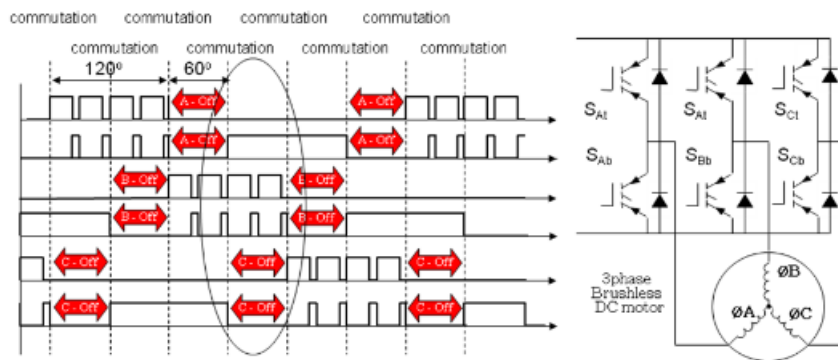 commutation commutation commutation commutation
commutation commutation commutation commutation
120° 60°
A - Off A - Off
A - Off A - Off
B - Off B - Off
B - Off B - Off
C - Off C - Off C - Off
C - Off C - Off C - Off
S_At S_At S_Ct
S_Ab S_Bb S_Cb
3phase
Brushless
DC motor
ØB
ØA ØC